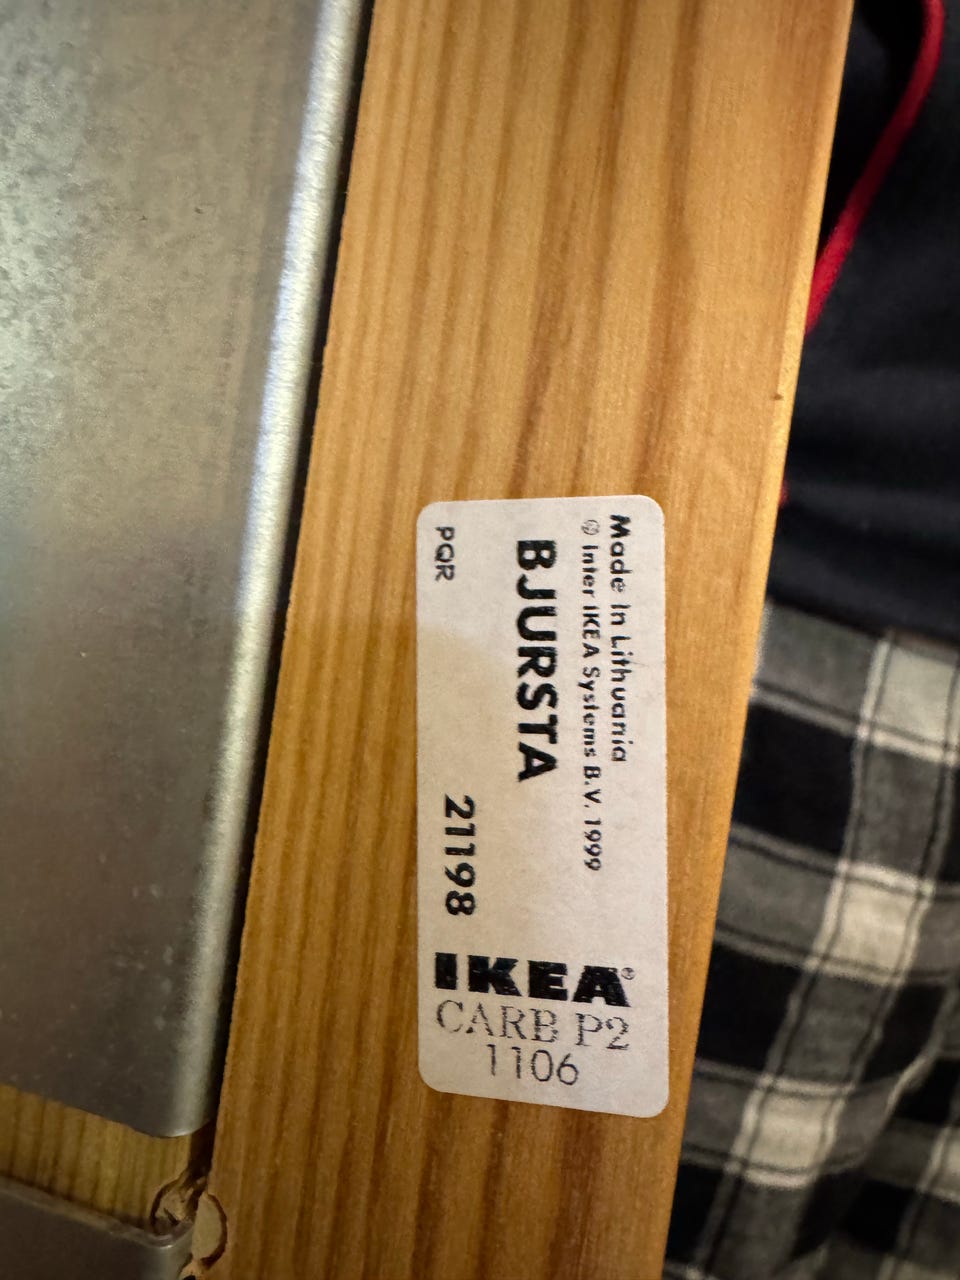 Made In Lithuania
© Inter IKEA Systems B.V. 1999
BJURSTA
PQR
21198
IKEA®
CARB P2
1106